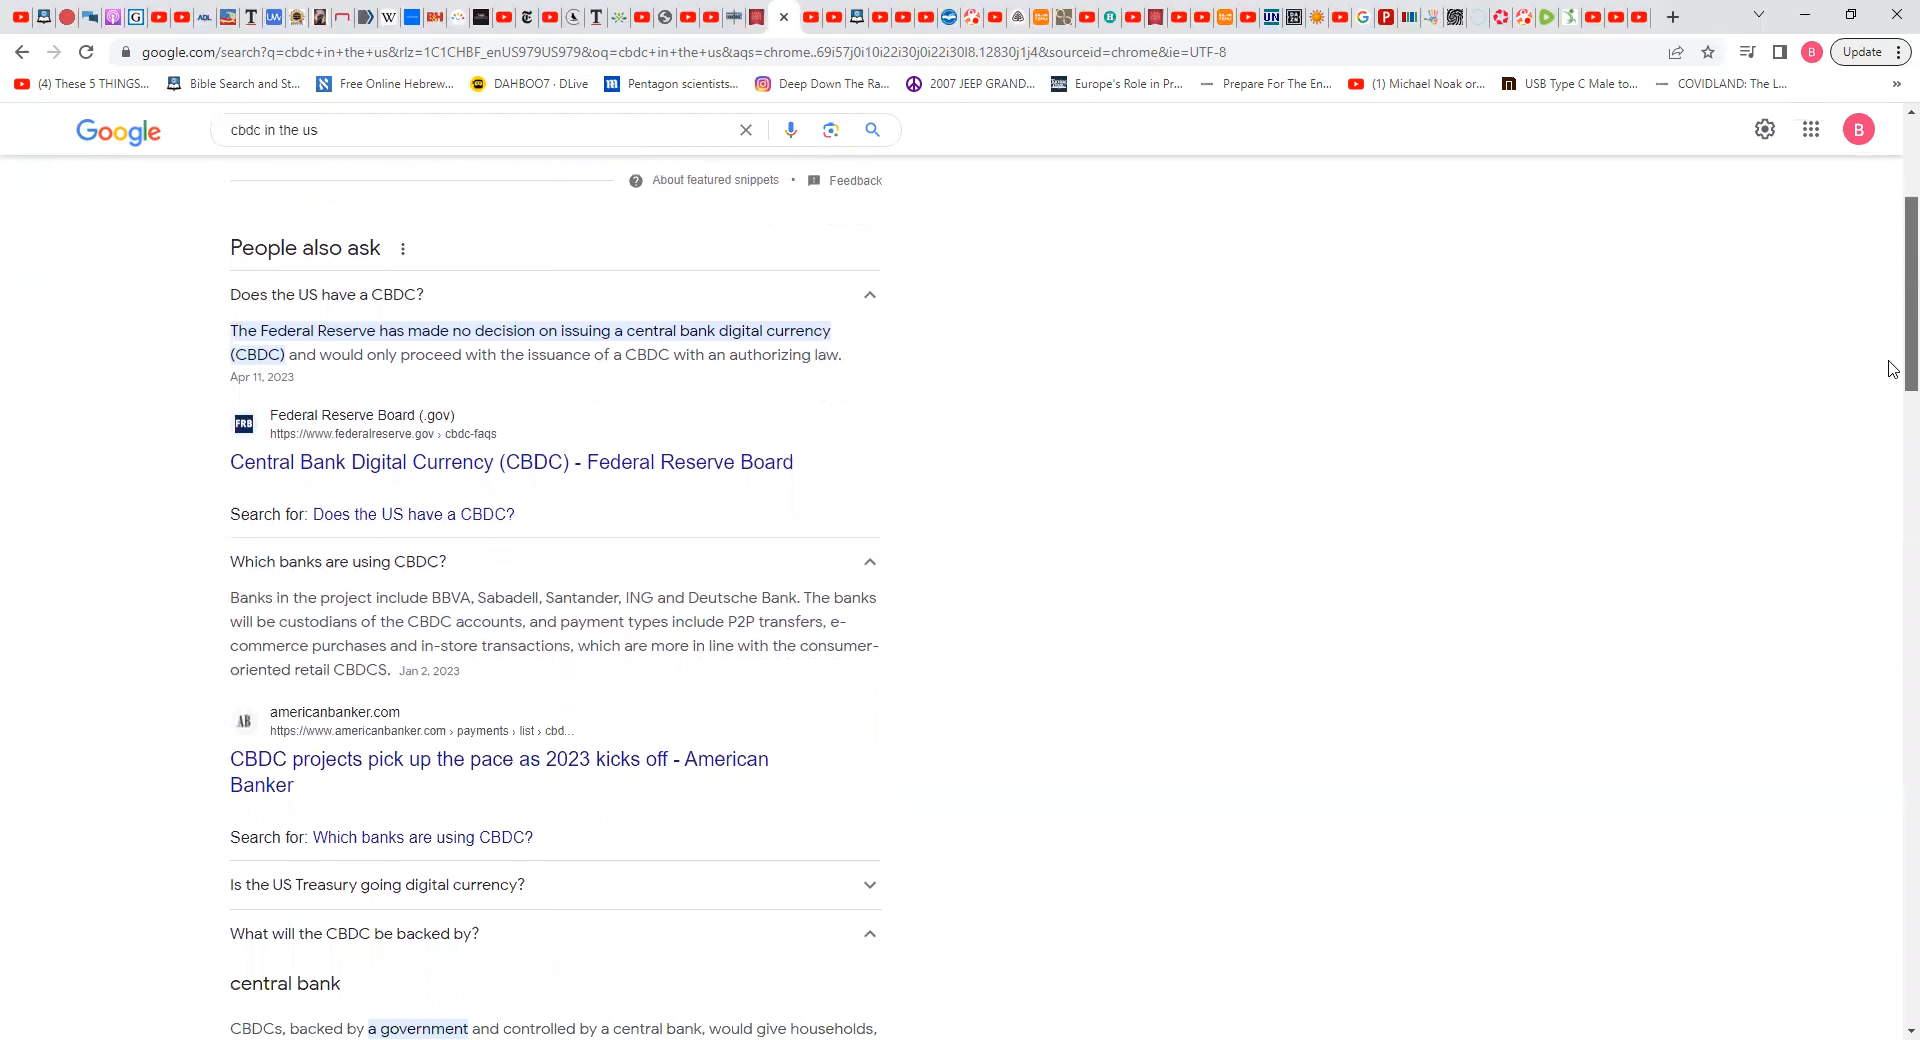 google.com/search?q=cbdc+in+the+us&rlz=1C1CHBF_enUS979US979&oq=cbdc+in+the+us&aqs=chrome..69i57j0i10i22i30j0i22i30l8.12830j1j4&sourceid=chrome&ie=UTF-8
B
Update
(4) These 5 THINGS...
Bible Search and St...
Free Online Hebrew...
DAHBOO7 · DLive
Pentagon scientists...
Deep Down The Ra...
2007 JEEP GRAND...
Europe's Role in Pr...
Prepare For The En...
(1) Michael Noak or...
USB Type C Male to...
COVIDLAND: The L...
»
Google
cbdc in the us
B
About featured snippets • Feedback
People also ask
Does the US have a CBDC?
The Federal Reserve has made no decision on issuing a central bank digital currency
(CBDC) and would only proceed with the issuance of a CBDC with an authorizing law.
Apr 11, 2023
FRB
Federal Reserve Board (.gov)
https://www.federalreserve.gov › cbdc-faqs
Central Bank Digital Currency (CBDC) - Federal Reserve Board
Search for: Does the US have a CBDC?
Which banks are using CBDC?
Banks in the project include BBVA, Sabadell, Santander, ING and Deutsche Bank. The banks
will be custodians of the CBDC accounts, and payment types include P2P transfers, e-
commerce purchases and in-store transactions, which are more in line with the consumer-
oriented retail CBDCS. Jan 2, 2023
AB
americanbanker.com
https://www.americanbanker.com › payments › list › cbd...
CBDC projects pick up the pace as 2023 kicks off - American
Banker
Search for: Which banks are using CBDC?
Is the US Treasury going digital currency?
What will the CBDC be backed by?
central bank
CBDCs, backed by a government and controlled by a central bank, would give households,